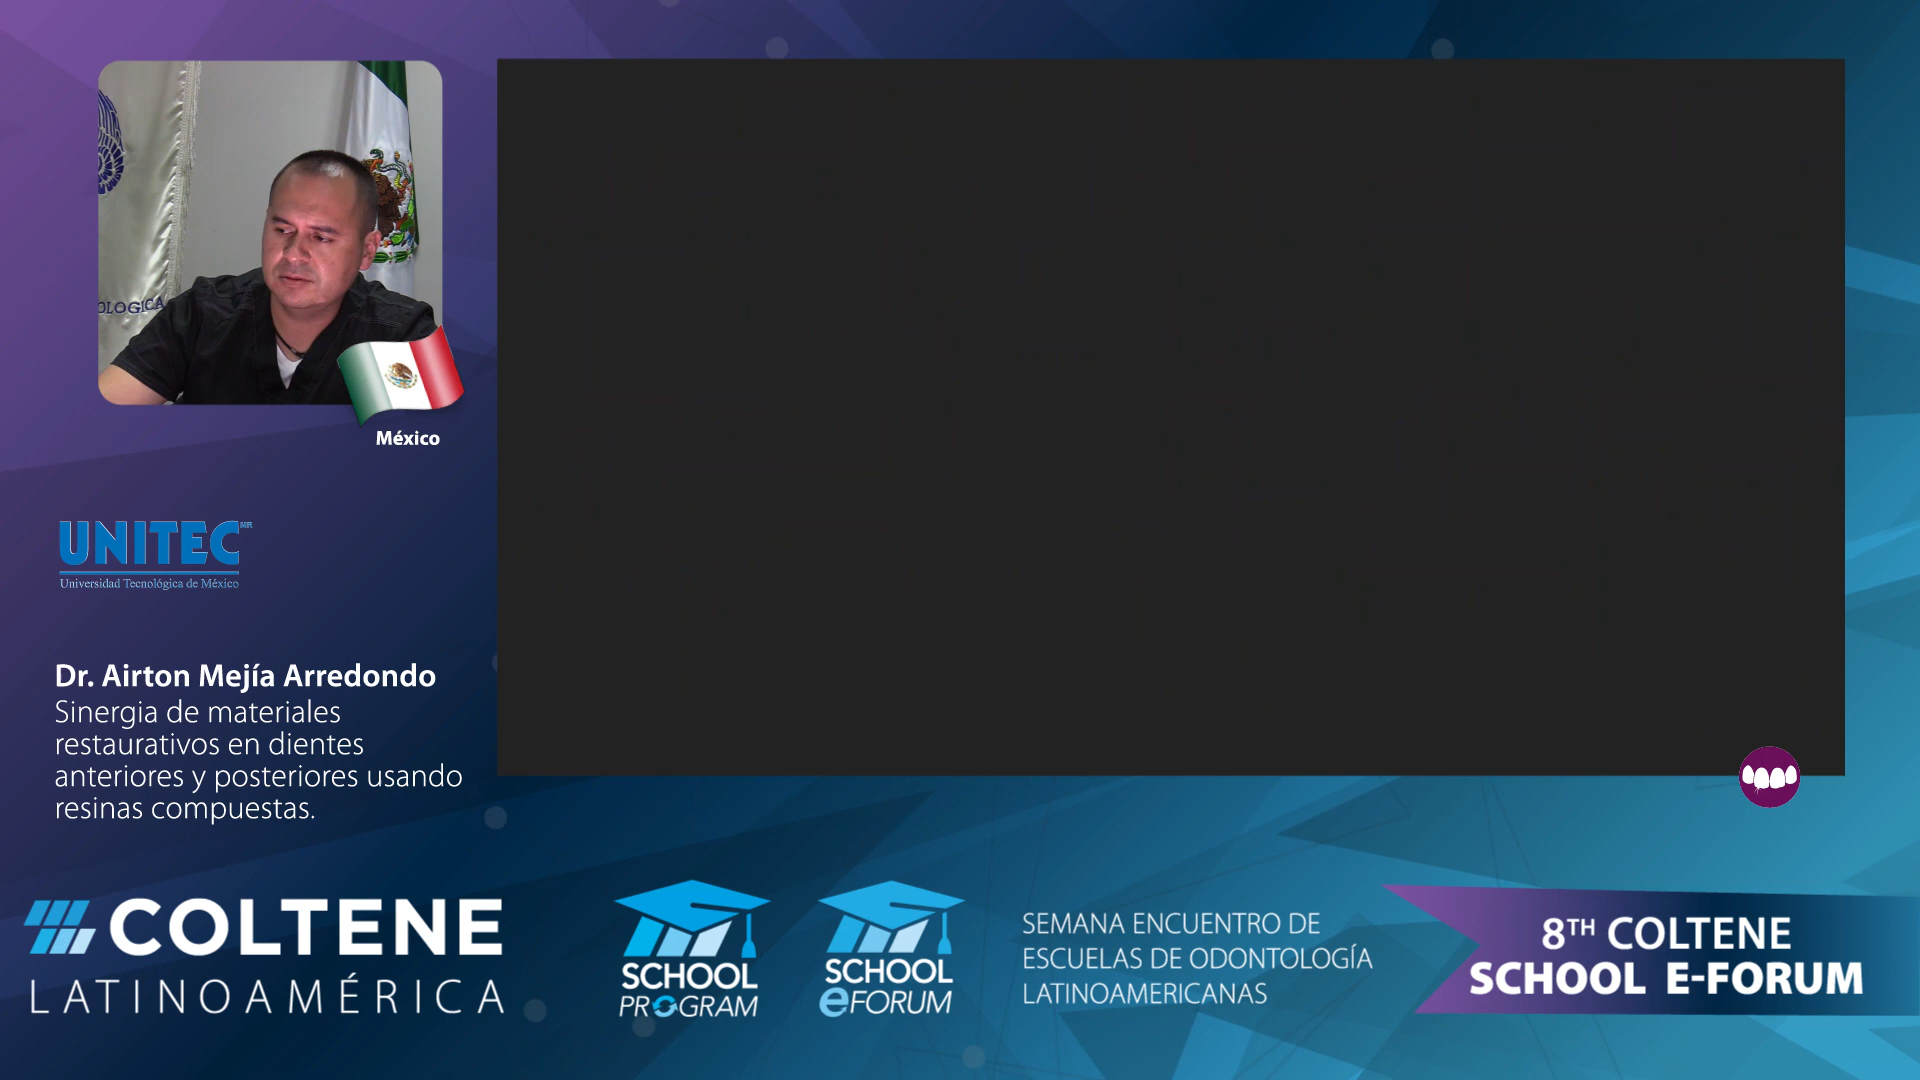 OLOGICA
México
UNITEC MR
Universidad Tecnológica de México
Dr. Airton Mejía Arredondo
Sinergia de materiales
restaurativos en dientes
anteriores y posteriores usando
resinas compuestas.
COLTENE
LATINOAMÉRICA
SCHOOL
PROGRAM
SCHOOL
eFORUM
SEMANA ENCUENTRO DE
ESCUELAS DE ODONTOLOGÍA
LATINOAMERICANAS
8TH COLTENE
SCHOOL E-FORUM